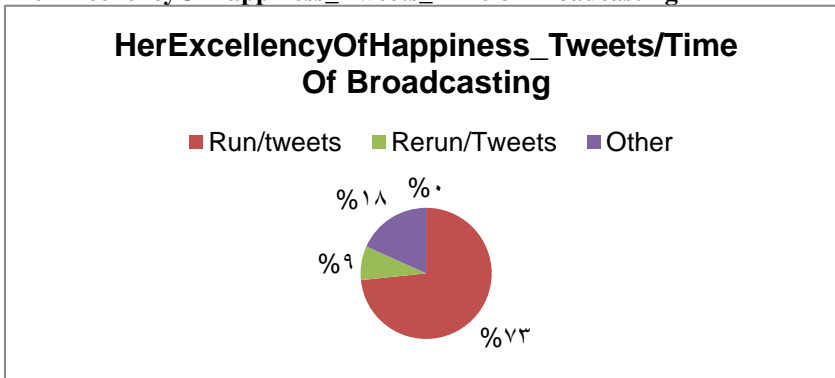 HerExcellencyOfHappiness_Tweets/Time
Of Broadcasting
Run/tweets Rerun/Tweets Other
%٠
%١٨
%٩
%٧٣